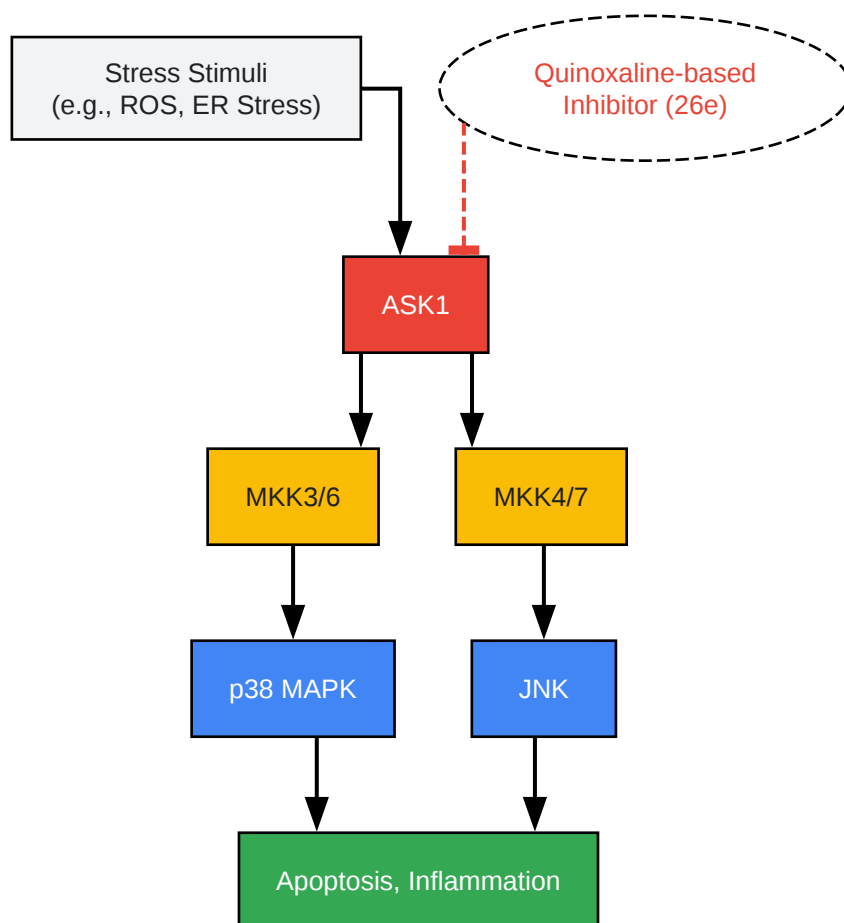 Stress Stimuli
(e.g., ROS, ER Stress)
Quinoxaline-based
Inhibitor (26e)
ASK1
MKK3/6
MKK4/7
p38 MAPK
JNK
Apoptosis, Inflammation